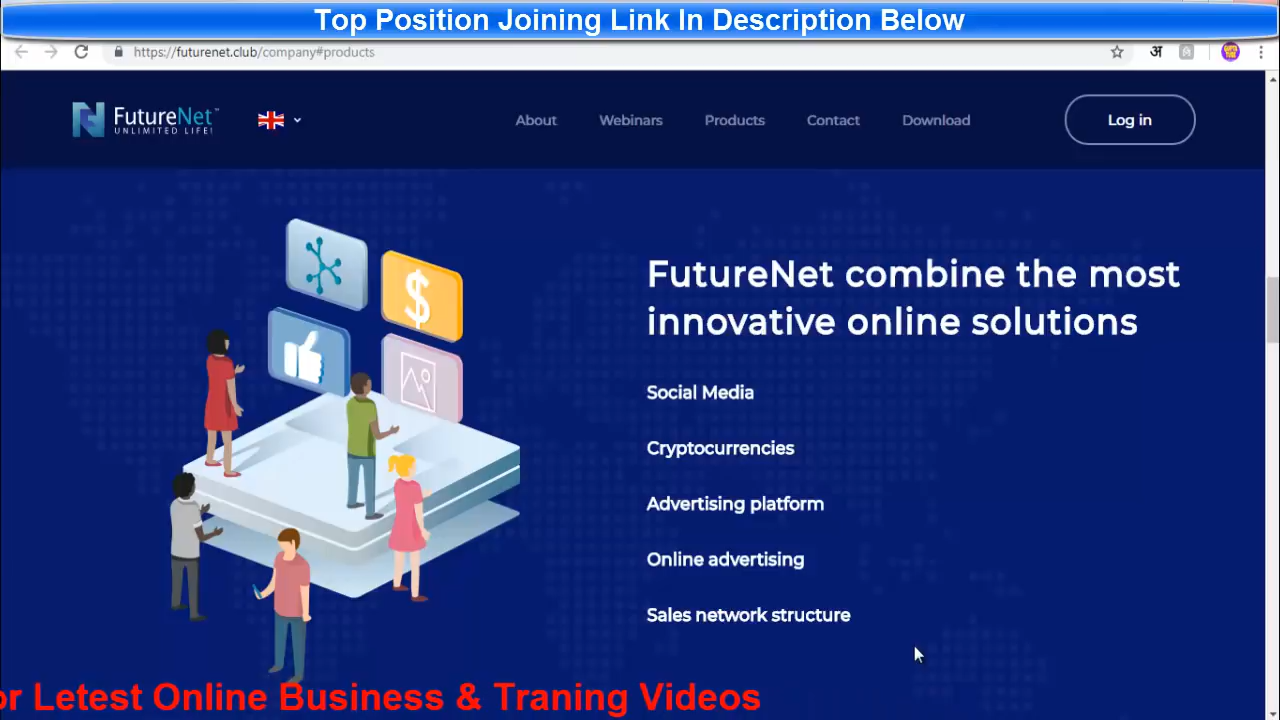 Top Position Joining Link In Description Below
https://futurenet.club/company#products
अ
FutureNet™
UNLIMITED LIFE!
About
Webinars
Products
Contact
Download
Log in
$
FutureNet combine the most
innovative online solutions
Social Media
Cryptocurrencies
Advertising platform
Online advertising
Sales network structure
or Letest Online Business & Traning Videos